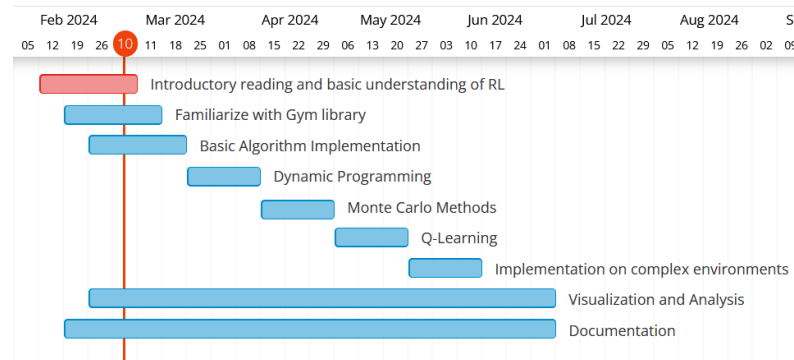 Feb 2024 Mar 2024 Apr 2024 May 2024 Jun 2024 Jul 2024 Aug 2024 S
05 12 19 26 10 11 18 25 01 08 15 22 29 06 13 20 27 03 10 17 24 01 08 15 22 29 05 12 19 26 02 09
Introductory reading and basic understanding of RL
Familiarize with Gym library
Basic Algorithm Implementation
Dynamic Programming
Monte Carlo Methods
Q-Learning
Implementation on complex environments
Visualization and Analysis
Documentation